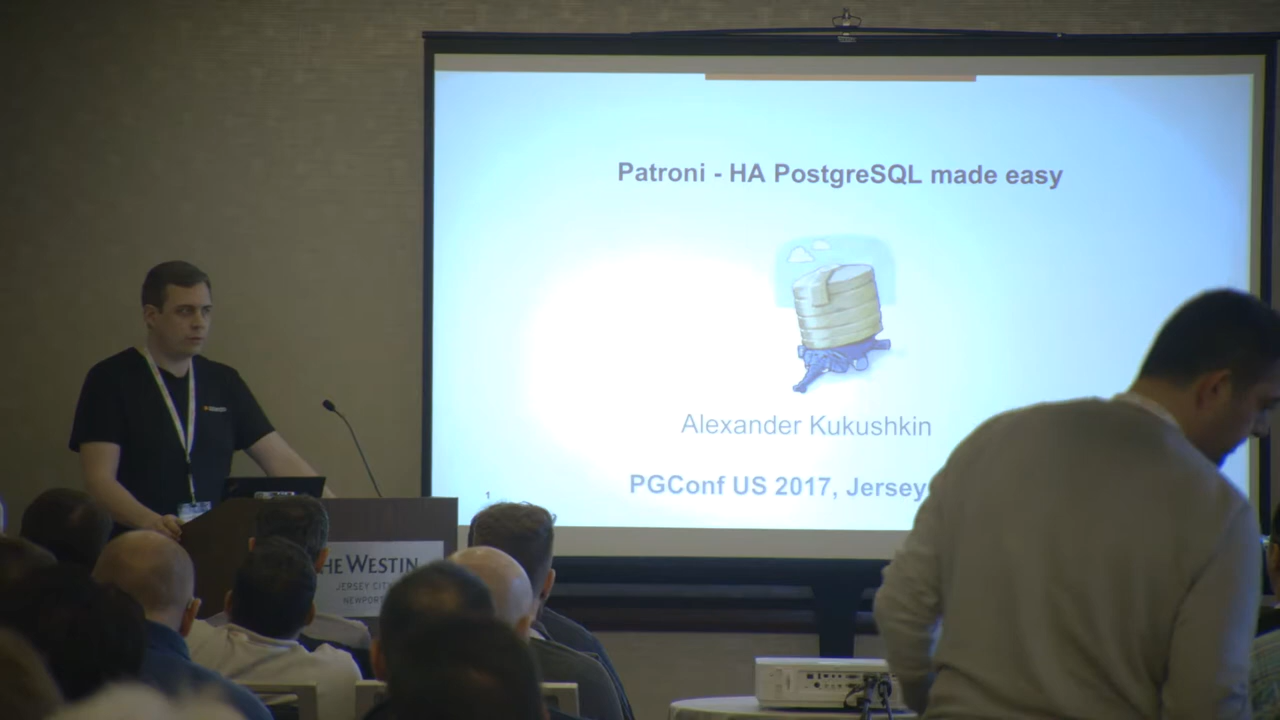 Patroni - HA PostgreSQL made easy
Alexander Kukushkin
PGConf US 2017, Jersey
1
HE WESTIN
JERSEY CITY
NEWPORT